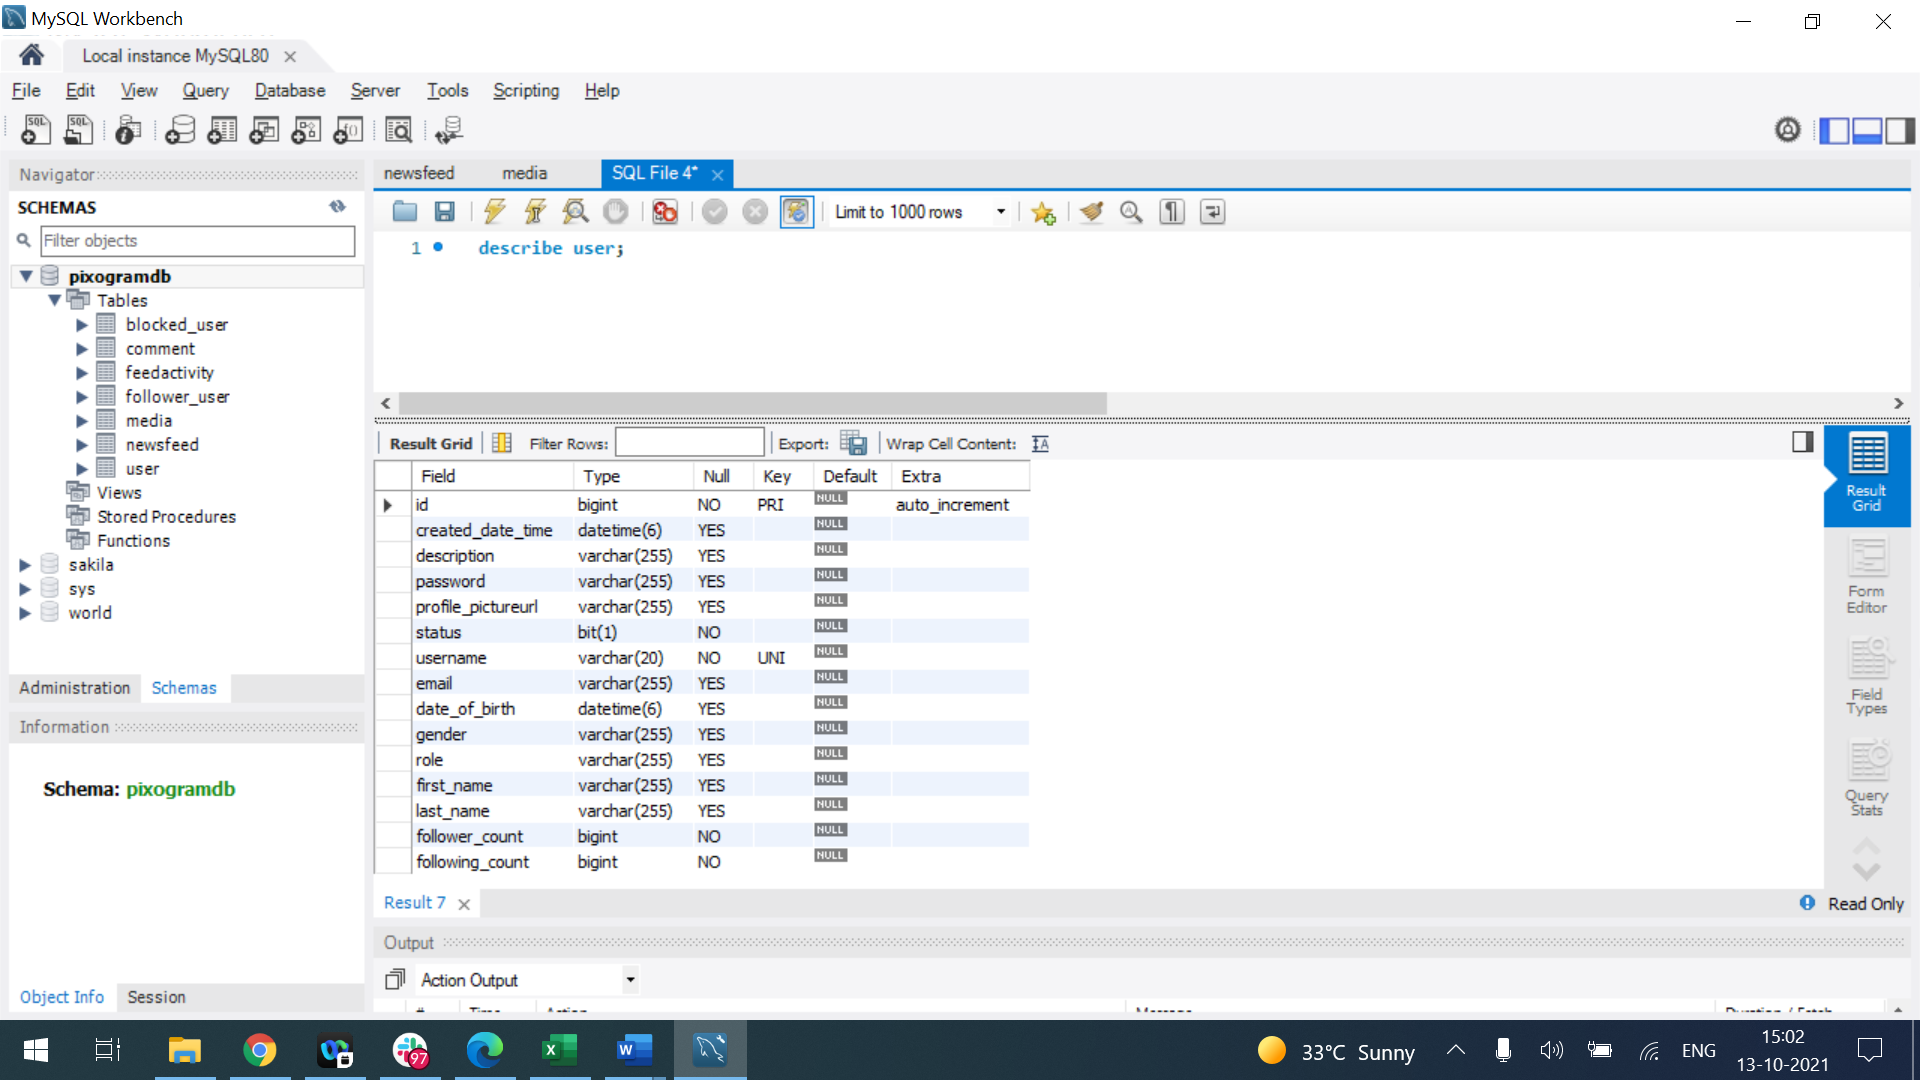 MySQL Workbench
Local instance MySQL80
File Edit View Query Database Server Tools Scripting Help
SQL SQL
Navigator
SCHEMAS
Filter objects
pixogramdb
Tables
blocked_user
comment
feedactivity
follower_user
media
newsfeed
user
Views
Stored Procedures
Functions
sakila
sys
world
Administration Schemas
Information
Schema: pixogramdb
Object Info Session
newsfeed media SQL File 4*
Limit to 1000 rows
1 describe user;
Result Grid Filter Rows: Export: Wrap Cell Content:
Field Type Null Key Default Extra
id bigint NO PRI NULL auto_increment
created_date_time datetime(6) YES NULL
description varchar(255) YES NULL
password varchar(255) YES NULL
profile_pictureurl varchar(255) YES NULL
status bit(1) NO NULL
username varchar(20) NO UNI NULL
email varchar(255) YES NULL
date_of_birth datetime(6) YES NULL
gender varchar(255) YES NULL
role varchar(255) YES NULL
first_name varchar(255) YES NULL
last_name varchar(255) YES NULL
follower_count bigint NO NULL
following_count bigint NO NULL
Result
Grid
Form
Editor
Field
Types
Query
Stats
Result 7
Read Only
Output
Action Output
# Time Action Message Duration / Fetch
97
33°C Sunny
ENG
15:02
13-10-2021